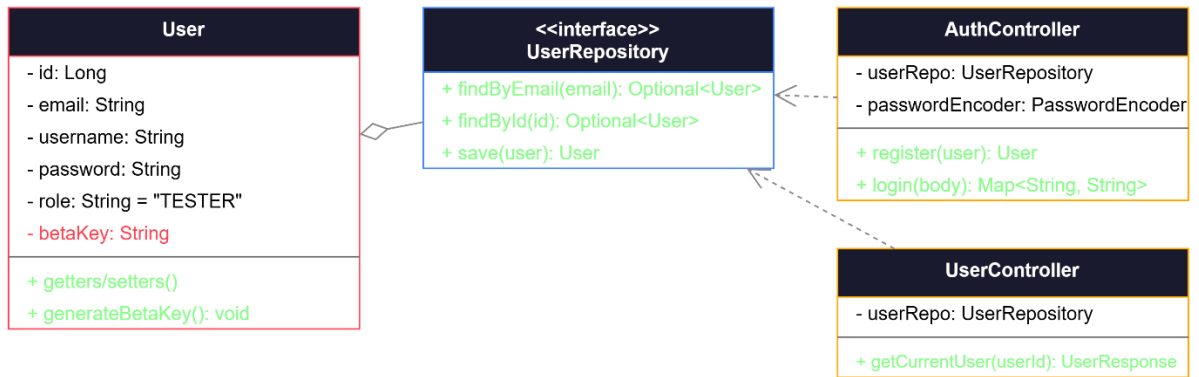 User
- id: Long
- email: String
- username: String
- password: String
- role: String = "TESTER"
- betaKey: String
+ getters/setters()
+ generateBetaKey(): void
<<interface>>
UserRepository
+ findByEmail(email): Optional<User>
+ findById(id): Optional<User>
+ save(user): User
AuthController
- userRepo: UserRepository
- passwordEncoder: PasswordEncoder
+ register(user): User
+ login(body): Map<String, String>
UserController
- userRepo: UserRepository
+ getCurrentUser(userId): UserResponse